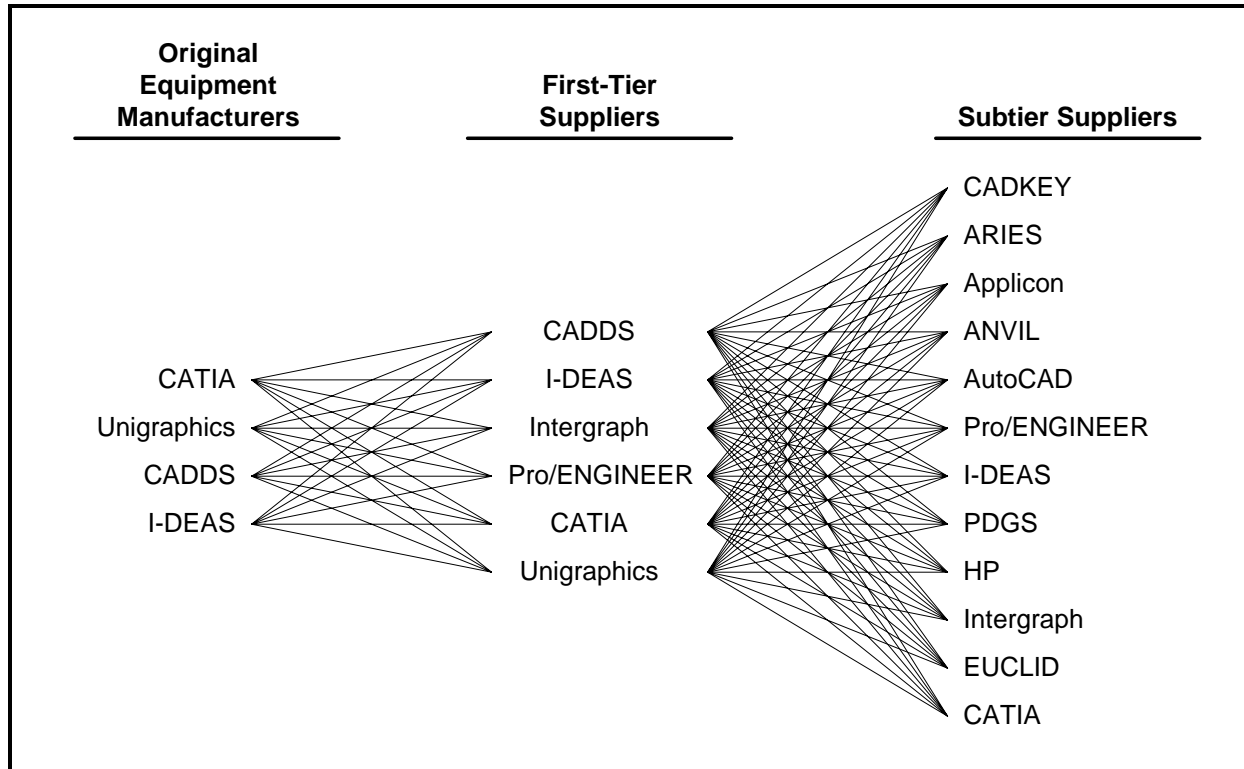 Original
Equipment
Manufacturers
First-Tier
Suppliers
Subtier Suppliers
CATIA
Unigraphics
CADDS
I-DEAS
CADDS
I-DEAS
Intergraph
Pro/ENGINEER
CATIA
Unigraphics
CADKEY
ARIES
Applicon
ANVIL
AutoCAD
Pro/ENGINEER
I-DEAS
PDGS
HP
Intergraph
EUCLID
CATIA